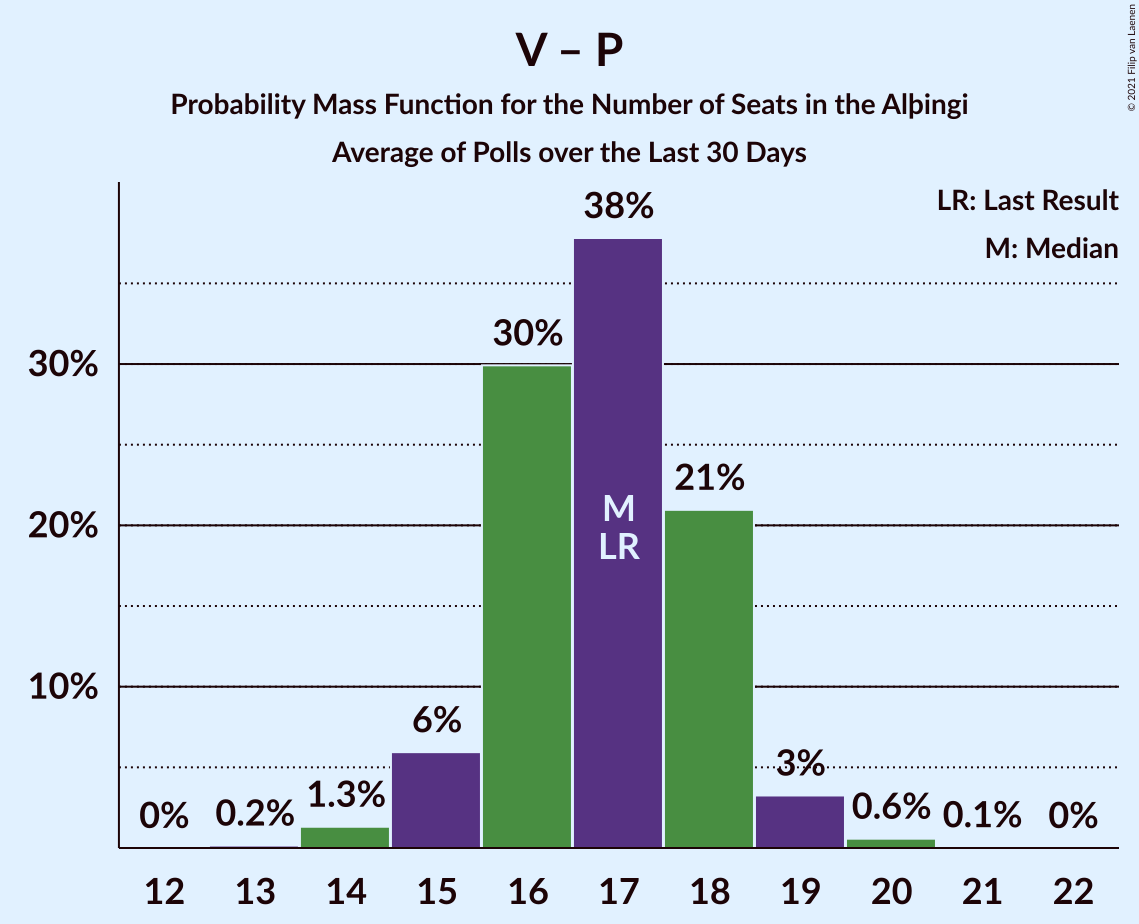 V – P
Probability Mass Function for the Number of Seats in the Alþingi
Average of Polls over the Last 30 Days
© 2021 Filip van Laenen
LR: Last Result
M: Median
38%
30%
30%
21%
M
LR
20%
10%
6%
3%
1.3%
0%
0.2%
0.6%
0.1%
0%
12 13 14 15 16 17 18 19 20 21 22